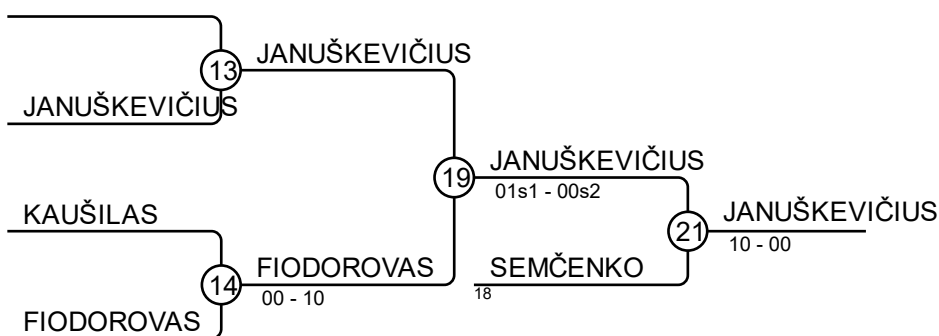 13
JANUŠKEVIČIUS
JANUŠKEVIČIUS
19
JANUŠKEVIČIUS
01s1 - 00s2
KAUŠILAS
21
JANUŠKEVIČIUS
10 - 00
14
FIODOROVAS
00 - 10
SEMČENKO
18
FIODOROVAS